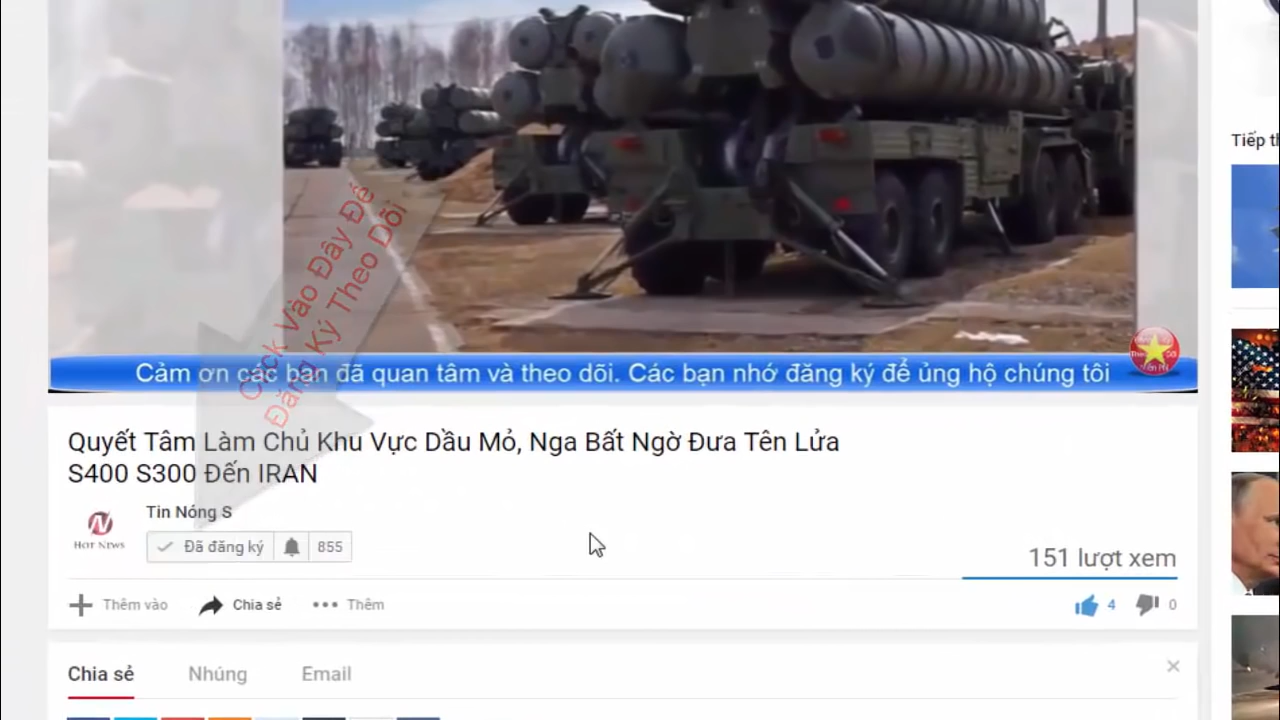 Tiếp th
Click Vào Đây Để
Đăng Ký Theo Dõi
Cảm ơn các bạn đã quan tâm và theo dõi. Các bạn nhớ đăng ký để ủng hộ chúng tôi
Quyết Tâm Làm Chủ Khu Vực Dầu Mỏ, Nga Bất Ngờ Đưa Tên Lửa
S400 S300 Đến IRAN
N
HOT NEWS
Tin Nóng S
Đã đăng ký
855
151 lượt xem
Thêm vào
Chia sẻ
Thêm
4
0
Chia sẻ
Nhúng
Email